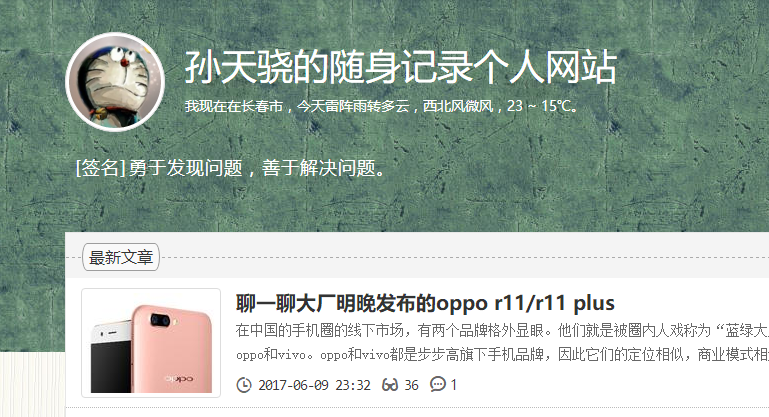 孙天骁的随身记录个人网站
我现在在长春市，今天雷阵雨转多云，西北风微风，23 ~ 15℃。
[签名]勇于发现问题，善于解决问题。
最新文章
聊一聊大厂明晚发布的oppo r11/r11 plus
在中国的手机圈的线下市场，有两个品牌格外显眼。他们就是被圈内人戏称为“蓝绿大
oppo和vivo。oppo和vivo都是步步高旗下手机品牌，因此它们的定位相似，商业模式相
oppo
2017-06-09 23:32 36 1